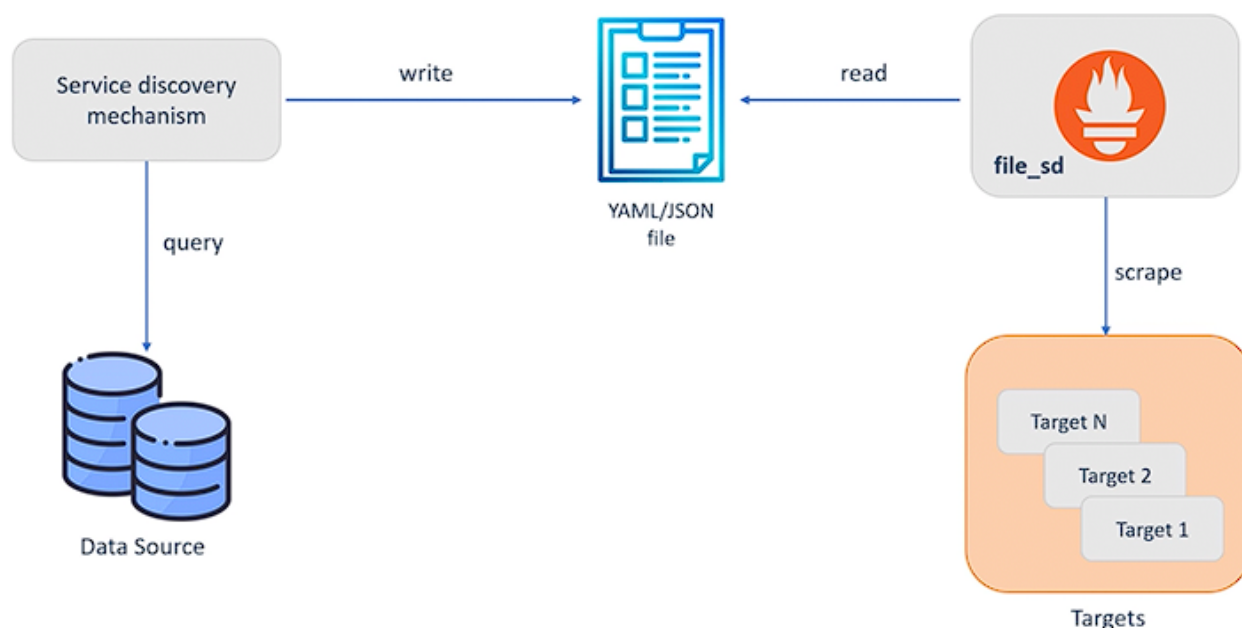 Service discovery
mechanism
write
read
file_sd
YAML/JSON
file
query
scrape
Target N
Target 2
Target 1
Data Source
Targets